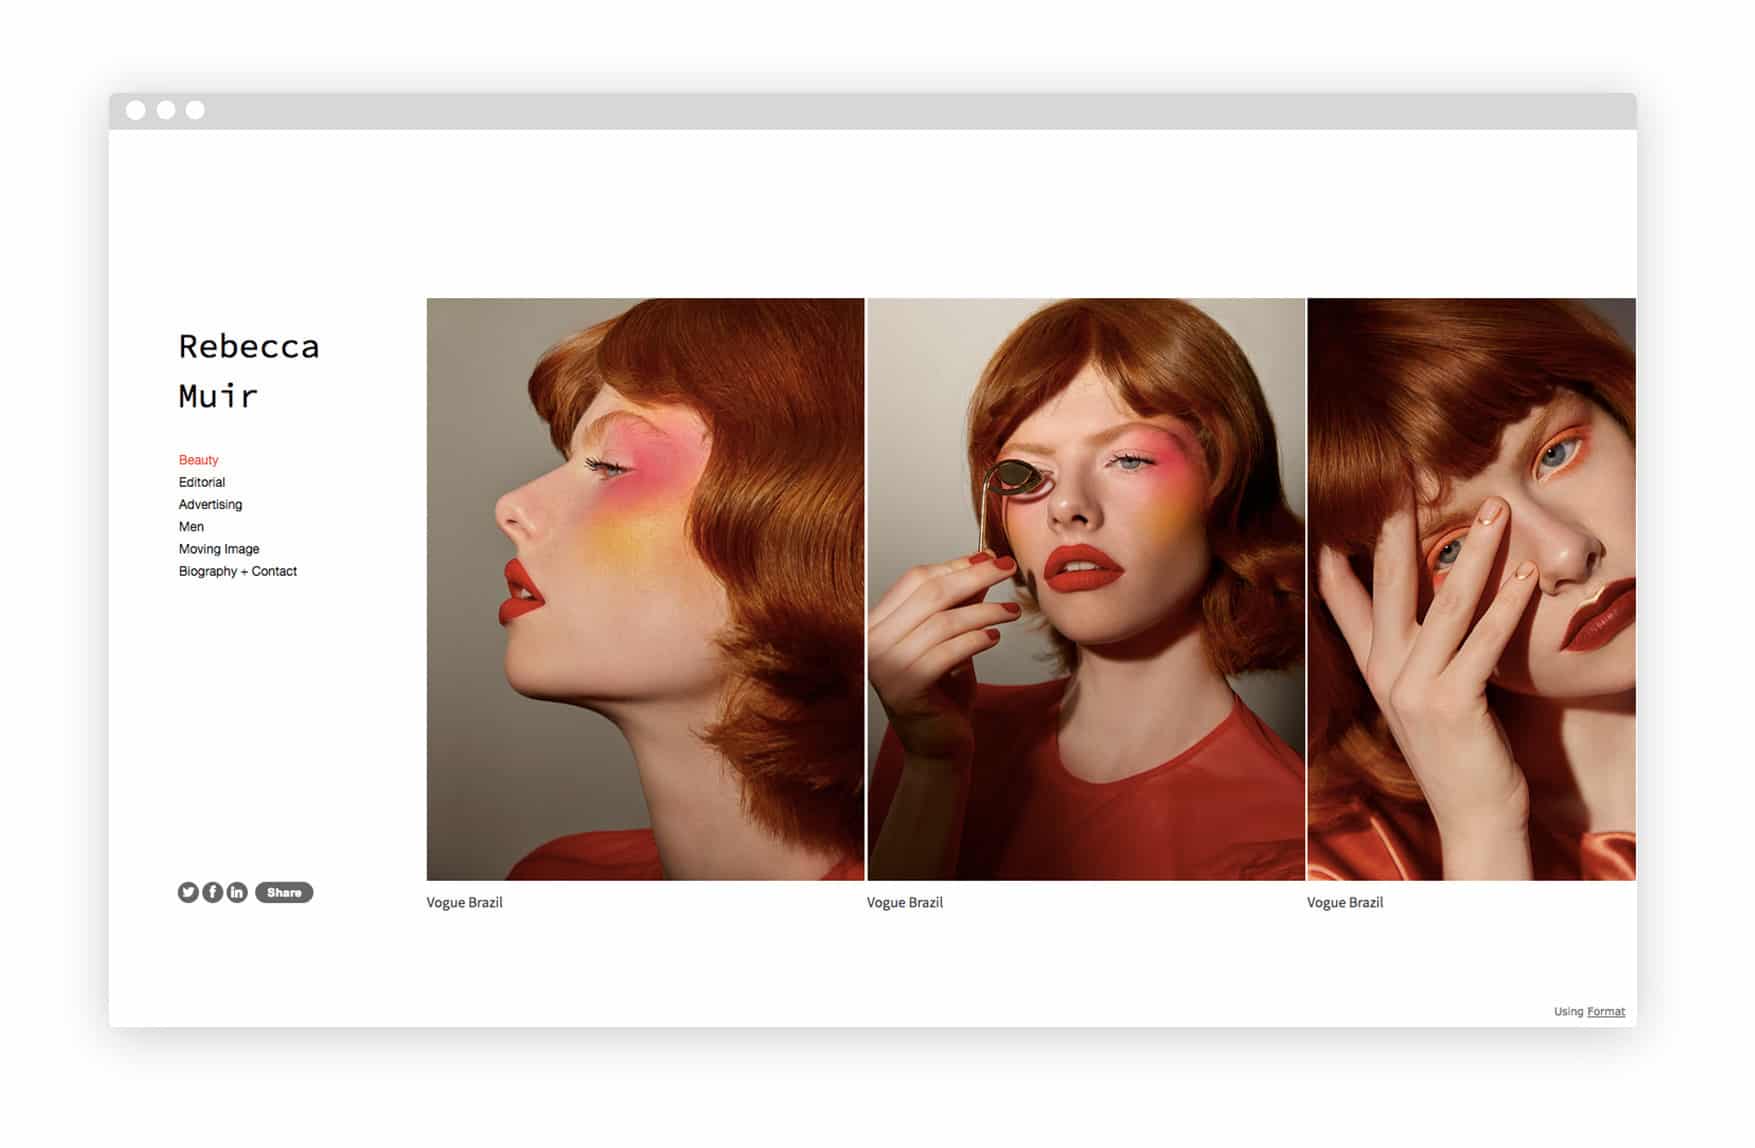 Rebecca
Muir
Beauty
Editorial
Advertising
Men
Moving Image
Biography + Contact
Share
Vogue Brazil
Vogue Brazil
Vogue Brazil
Using Format